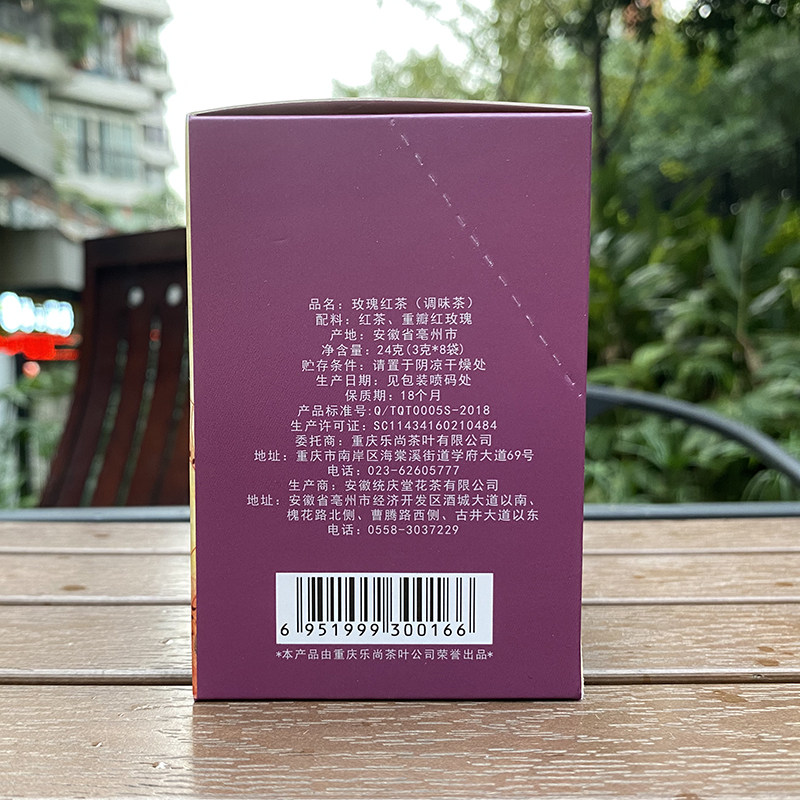 品名：玫瑰红茶（调味茶）
配料：红茶、重瓣红玫瑰
产地：安徽省亳州市
净含量：24克(3克*8袋)
贮存条件：请置于阴凉干燥处
生产日期：见包装喷码处
保质期：18个月
产品标准号：Q/TQT0005S-2018
生产许可证：SC11434160210484
委托商：重庆乐尚茶叶有限公司
地址：重庆市南岸区海棠溪街道学府大道69号
电话：023-62605777
生产商：安徽统庆堂花茶有限公司
地址：安徽省亳州市经济开发区酒城大道以南、
槐花路北侧、曹腾路西侧、古井大道以东
电话：0558-3037229
6 951999 300166
*本产品由重庆乐尚茶叶公司荣誉出品*